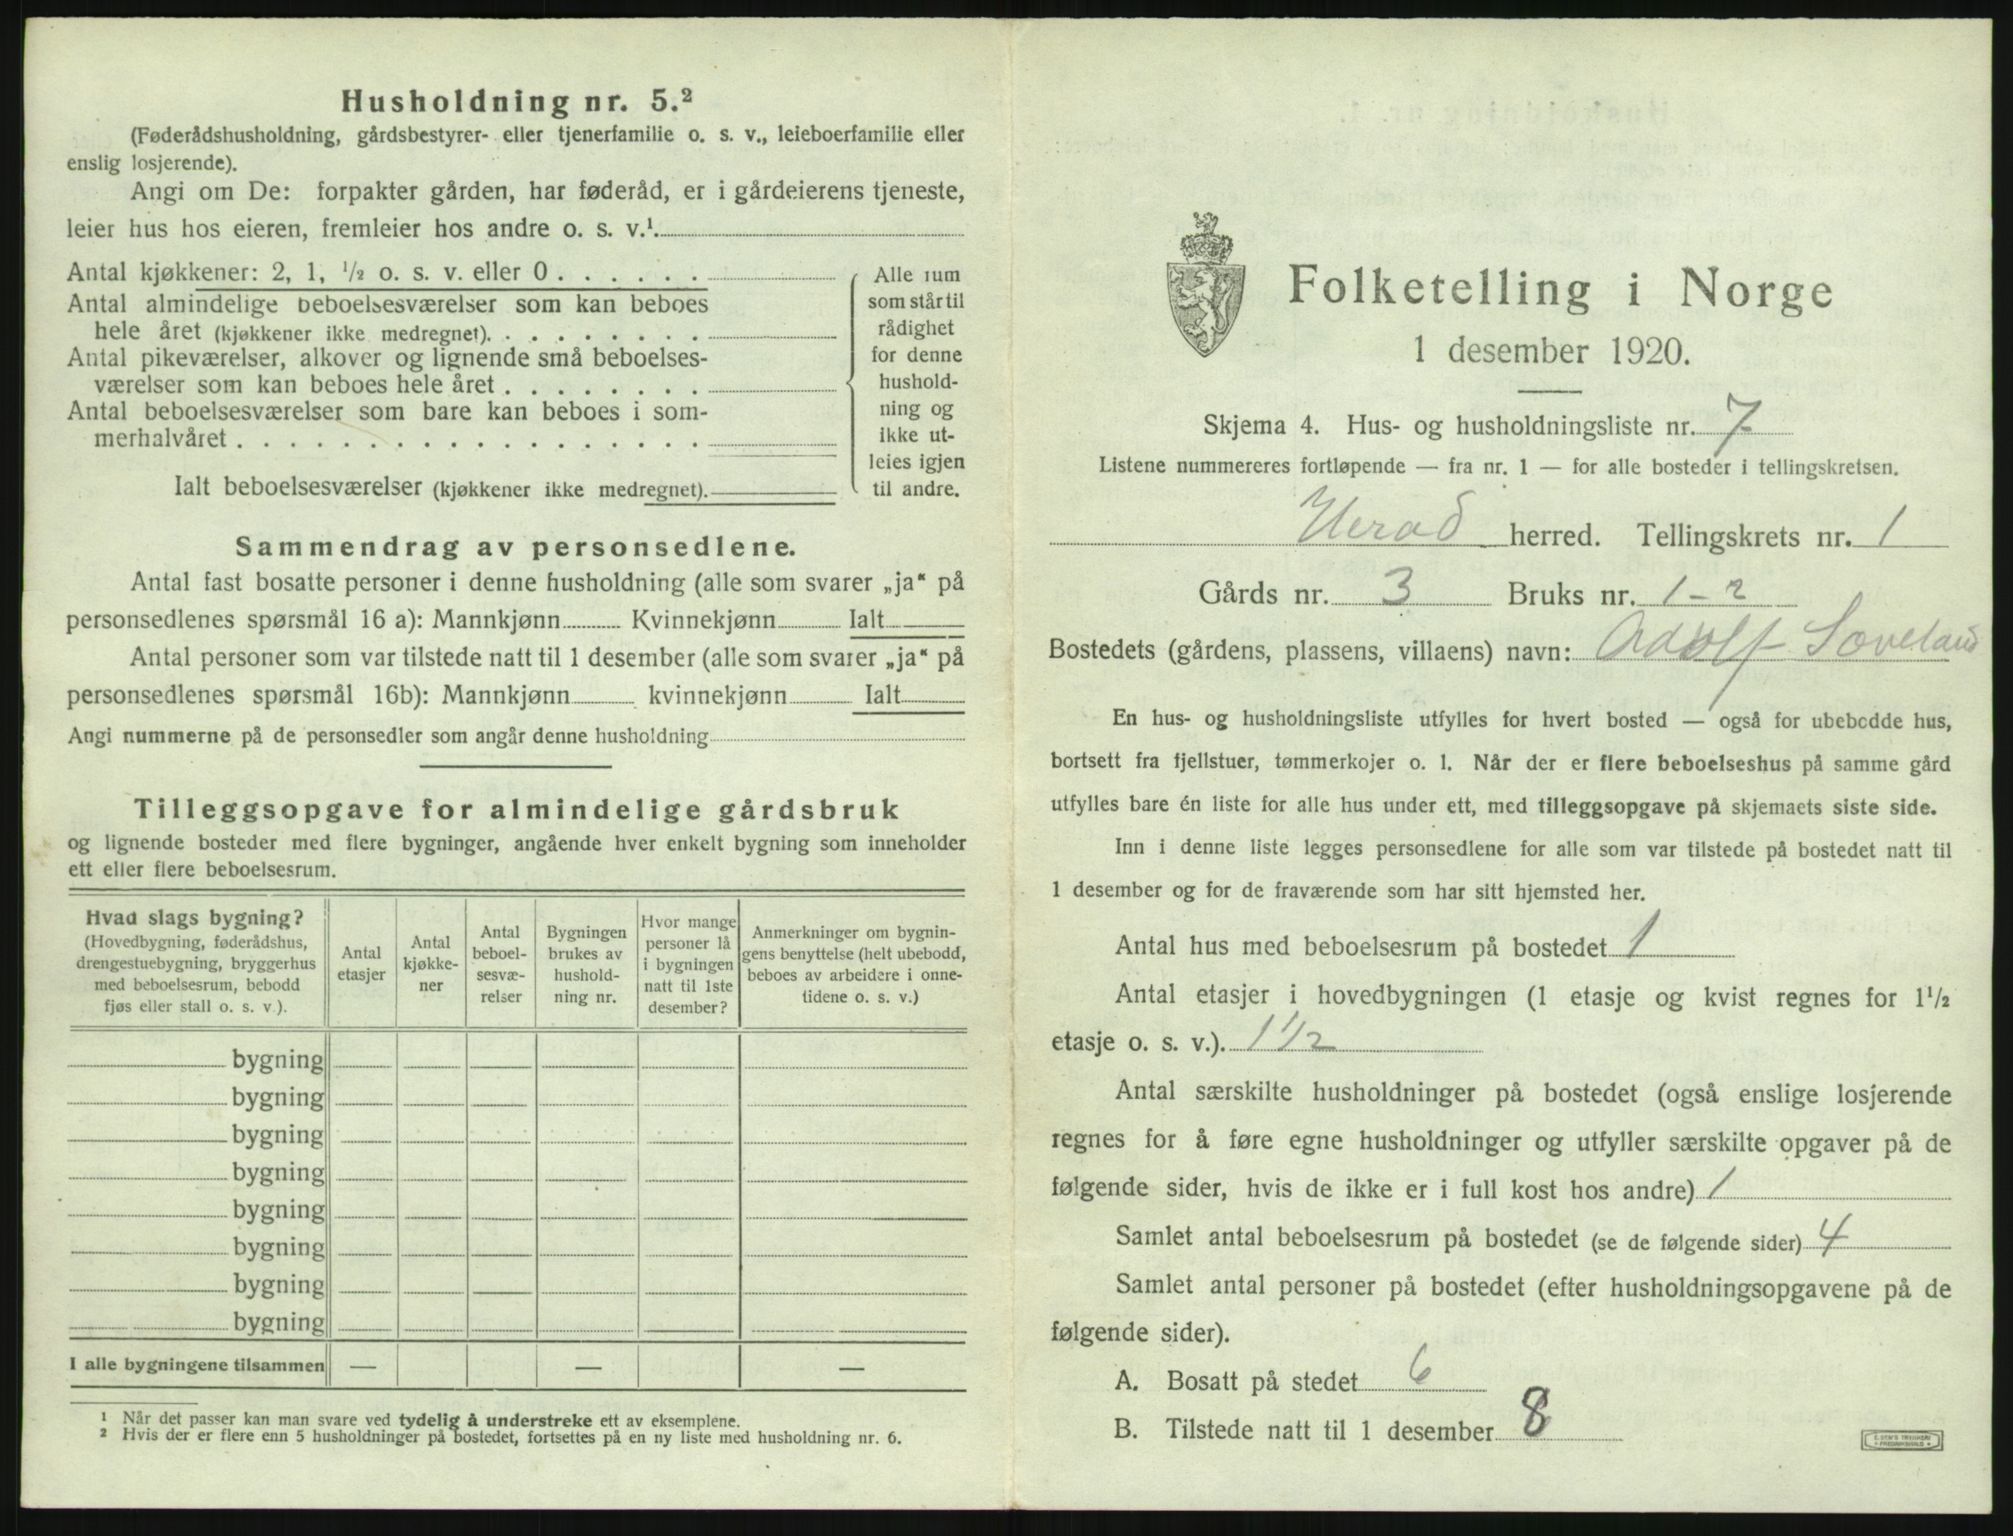 Husholdning nr. 5.²
(Føderådshusholdning, gårdsbestyrer- eller tjenerfamilie o. s. v., leieboerfamilie eller
enslig losjerende).
Angi om De: forpakter gården, har føderåd, er i gårdeierens tjeneste,
leier hus hos eieren, fremleier hos andre o. s. v.¹
Antal kjøkkener: 2, 1, ½ o. s. v. eller 0 . . . . . .
Antal almindelige beboelsesværelser som kan beboes
hele året (kjøkkener ikke medregnet). . . . . . . . .
Antal pikeværelser, alkover og lignende små beboelses-
værelser som kan beboes hele året . . . . . . . .
Antal beboelsesværelser som bare kan beboes i som-
merhalvåret . . . . . . . . . . . . . . . . . .
Ialt beboelsesværelser (kjøkkener ikke medregnet).
Alle rum
som står til
rådighet
for denne
hushold-
ning og
ikke ut-
leies igjen
til andre.
Sammendrag av personsedlene.
Antal fast bosatte personer i denne husholdning (alle som svarer „ja“ på
personsedlenes spørsmål 16 a): Mannkjønn Kvinnekjønn Ialt
Antal personer som var tilstede natt til 1 desember (alle som svarer „ja“ på
personsedlenes spørsmål 16b): Mannkjønn kvinnekjønn Ialt
Angi nummerne på de personsedler som angår denne husholdning
Tilleggsopgave for almindelige gårdsbruk
og lignende bosteder med flere bygninger, angående hver enkelt bygning som inneholder
ett eller flere beboelsesrum.
Hvad slags bygning?
(Hovedbygning, føderådshus,
drengestuebygning, bryggerhus
med beboelsesrum, bebodd
fjøs eller stall o. s. v.).
Antal
etasjer
Antal
kjøkke-
ner
Antal
beboel-
sesvæ-
relser
Bygningen
brukes av
hushold-
ning nr.
Hvor mange
personer lå
i bygningen
natt til 1ste
desember?
Anmerkninger om bygnin-
gens benyttelse (helt ubebodd,
beboes av arbeidere i onne-
tidene o. s. v.)
bygning
bygning
bygning
bygning
bygning
bygning
bygning
bygning
I alle bygningene tilsammen — — —
¹ Når det passer kan man svare ved tydelig å understreke ett av eksemplene.
² Hvis der er flere enn 5 husholdninger på bostedet, fortsettes på en ny liste med husholdning nr. 6.
Folketelling i Norge
1 desember 1920.
Skjema 4. Hus- og husholdningsliste nr. 7
Listene nummereres fortløpende — fra nr. 1 — for alle bosteder i tellingskretsen.
Herad herred. Tellingskrets nr. 1
Gårds nr. 3 Bruks nr. 1-2
Bostedets (gårdens, plassens, villaens) navn: Adolf Søveland
En hus- og husholdningsliste utfylles for hvert bosted — også for ubebodde hus,
bortsett fra fjellstuer, tømmerkojer o. l. Når der er flere beboelseshus på samme gård
utfylles bare én liste for alle hus under ett, med tilleggsopgave på skjemaets siste side.
Inn i denne liste legges personsedlene for alle som var tilstede på bostedet natt til
1 desember og for de fraværende som har sitt hjemsted her.
Antal hus med beboelsesrum på bostedet 1
Antal etasjer i hovedbygningen (1 etasje og kvist regnes for 1½
etasje o. s. v.). 1 1/2
Antal særskilte husholdninger på bostedet (også enslige losjerende
regnes for å føre egne husholdninger og utfyller særskilte opgaver på de
følgende sider, hvis de ikke er i full kost hos andre) 1
Samlet antal beboelsesrum på bostedet (se de følgende sider) 4
Samlet antal personer på bostedet (efter husholdningsopgavene på de
følgende sider).
A. Bosatt på stedet 6
B. Tilstede natt til 1 desember 8